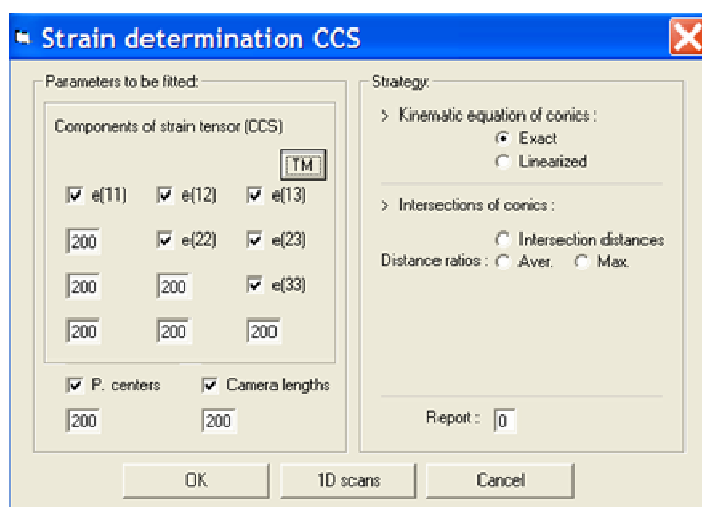 Strain determination CCS
Parameters to be fitted:
Components of strain tensor (CCS)
TM
e(11) e(12) e(13)
200 e(22) e(23)
200 200 e(33)
200 200 200
P. centers Camera lengths
200 200
Strategy:
> Kinematic equation of conics :
Exact
Linearized
> Intersections of conics :
Intersection distances
Distance ratios : Aver. Max.
Report : 0
OK 1D scans Cancel